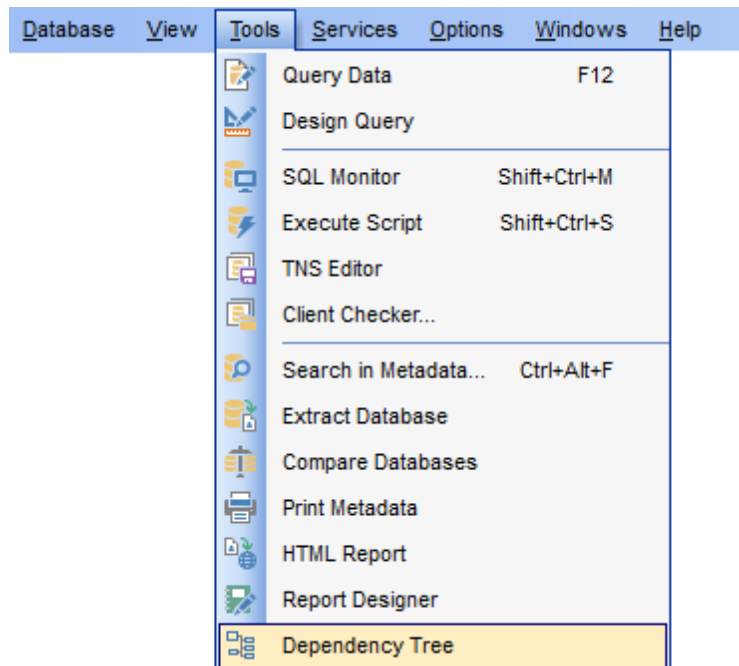 Database View Tools Services Options Windows Help
Query Data F12
Design Query
SQL Monitor Shift+Ctrl+M
Execute Script Shift+Ctrl+S
TNS Editor
Client Checker...
Search in Metadata... Ctrl+Alt+F
Extract Database
Compare Databases
Print Metadata
HTML Report
Report Designer
Dependency Tree